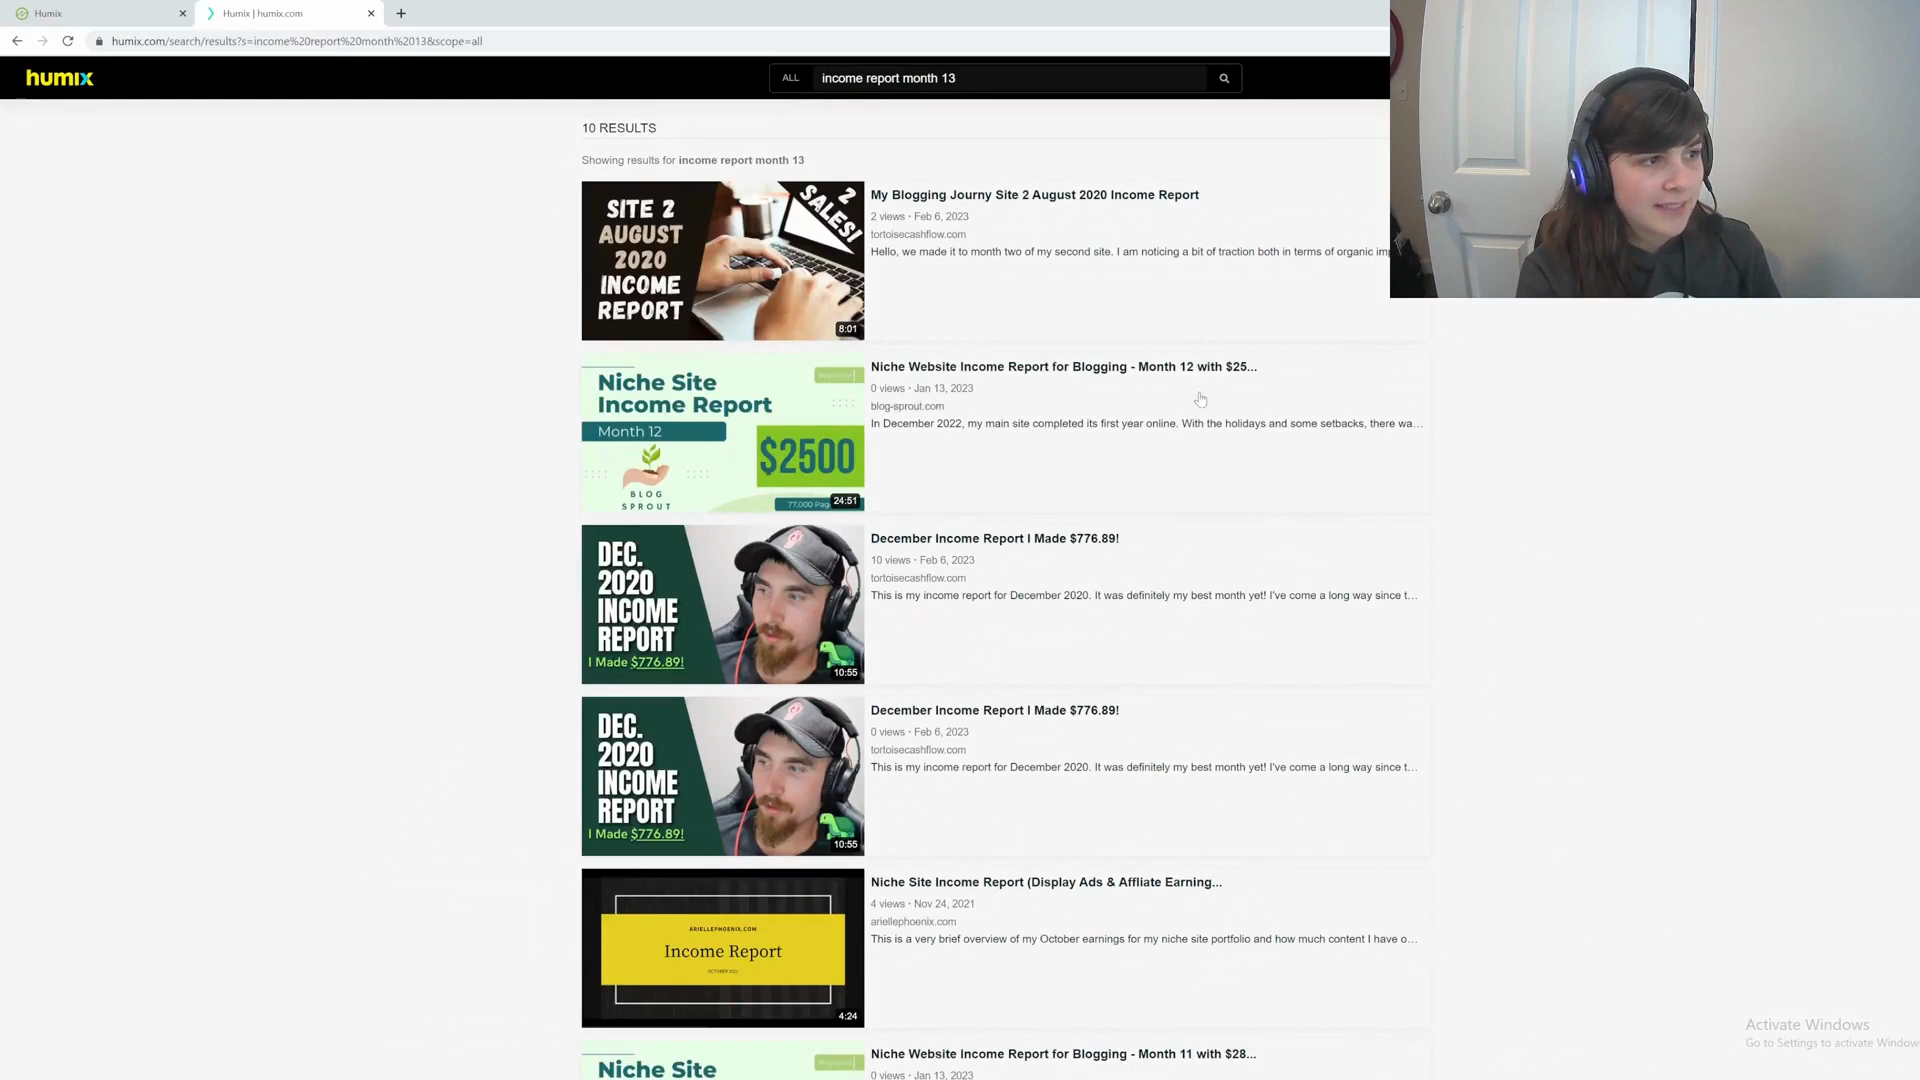 Humix
Humix | humix.com
humix.com/search/results?s=income%20report%20month%2013&scope=all
humix
ALL
income report month 13
10 RESULTS
Showing results for income report month 13
SITE 2
AUGUST
2020
INCOME
REPORT
2
SALES!
8:01
My Blogging Journy Site 2 August 2020 Income Report
2 views · Feb 6, 2023
tortoisecashflow.com
Hello, we made it to month two of my second site. I am noticing a bit of traction both in terms of organic
Niche Site
Income Report
Month 12
$2500
BLOG
SPROUT
77,000
24:51
Niche Website Income Report for Blogging - Month 12 with $25...
0 views · Jan 13, 2023
blog-sprout.com
In December 2022, my main site completed its first year online. With the holidays and some setbacks, there wa...
DEC.
2020
INCOME
REPORT
I Made $776.89!
10:55
December Income Report I Made $776.89!
10 views · Feb 6, 2023
tortoisecashflow.com
This is my income report for December 2020. It was definitely my best month yet! I've come a long way since t...
DEC.
2020
INCOME
REPORT
I Made $776.89!
10:55
December Income Report I Made $776.89!
0 views · Feb 6, 2023
tortoisecashflow.com
This is my income report for December 2020. It was definitely my best month yet! I've come a long way since t...
ARIELLEPHOENIX.COM
Income Report
OCTOBER 2021
4:24
Niche Site Income Report (Display Ads & Affliate Earning...
4 views · Nov 24, 2021
ariellephoenix.com
This is a very brief overview of my October earnings for my niche site portfolio and how much content I have o...
Niche Site
Niche Website Income Report for Blogging - Month 11 with $28...
0 views · Jan 13, 2023
Activate Windows
Go to Settings to activate Windows